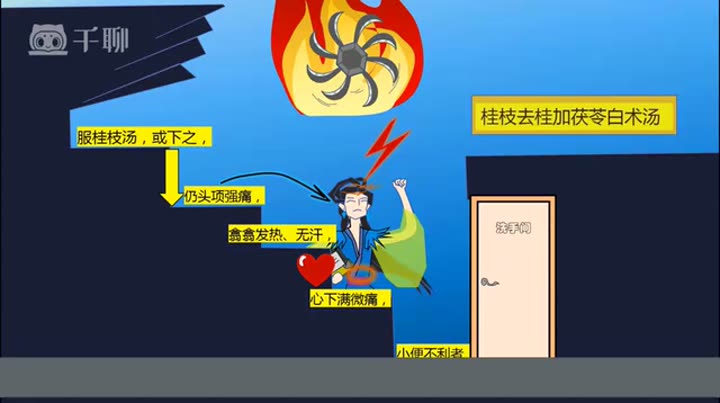 千聊
桂枝去桂加茯苓白术汤
服桂枝汤，或下之，
仍头项强痛，
翕翕发热、无汗，
洗手间
心下满微痛，
小便不利者